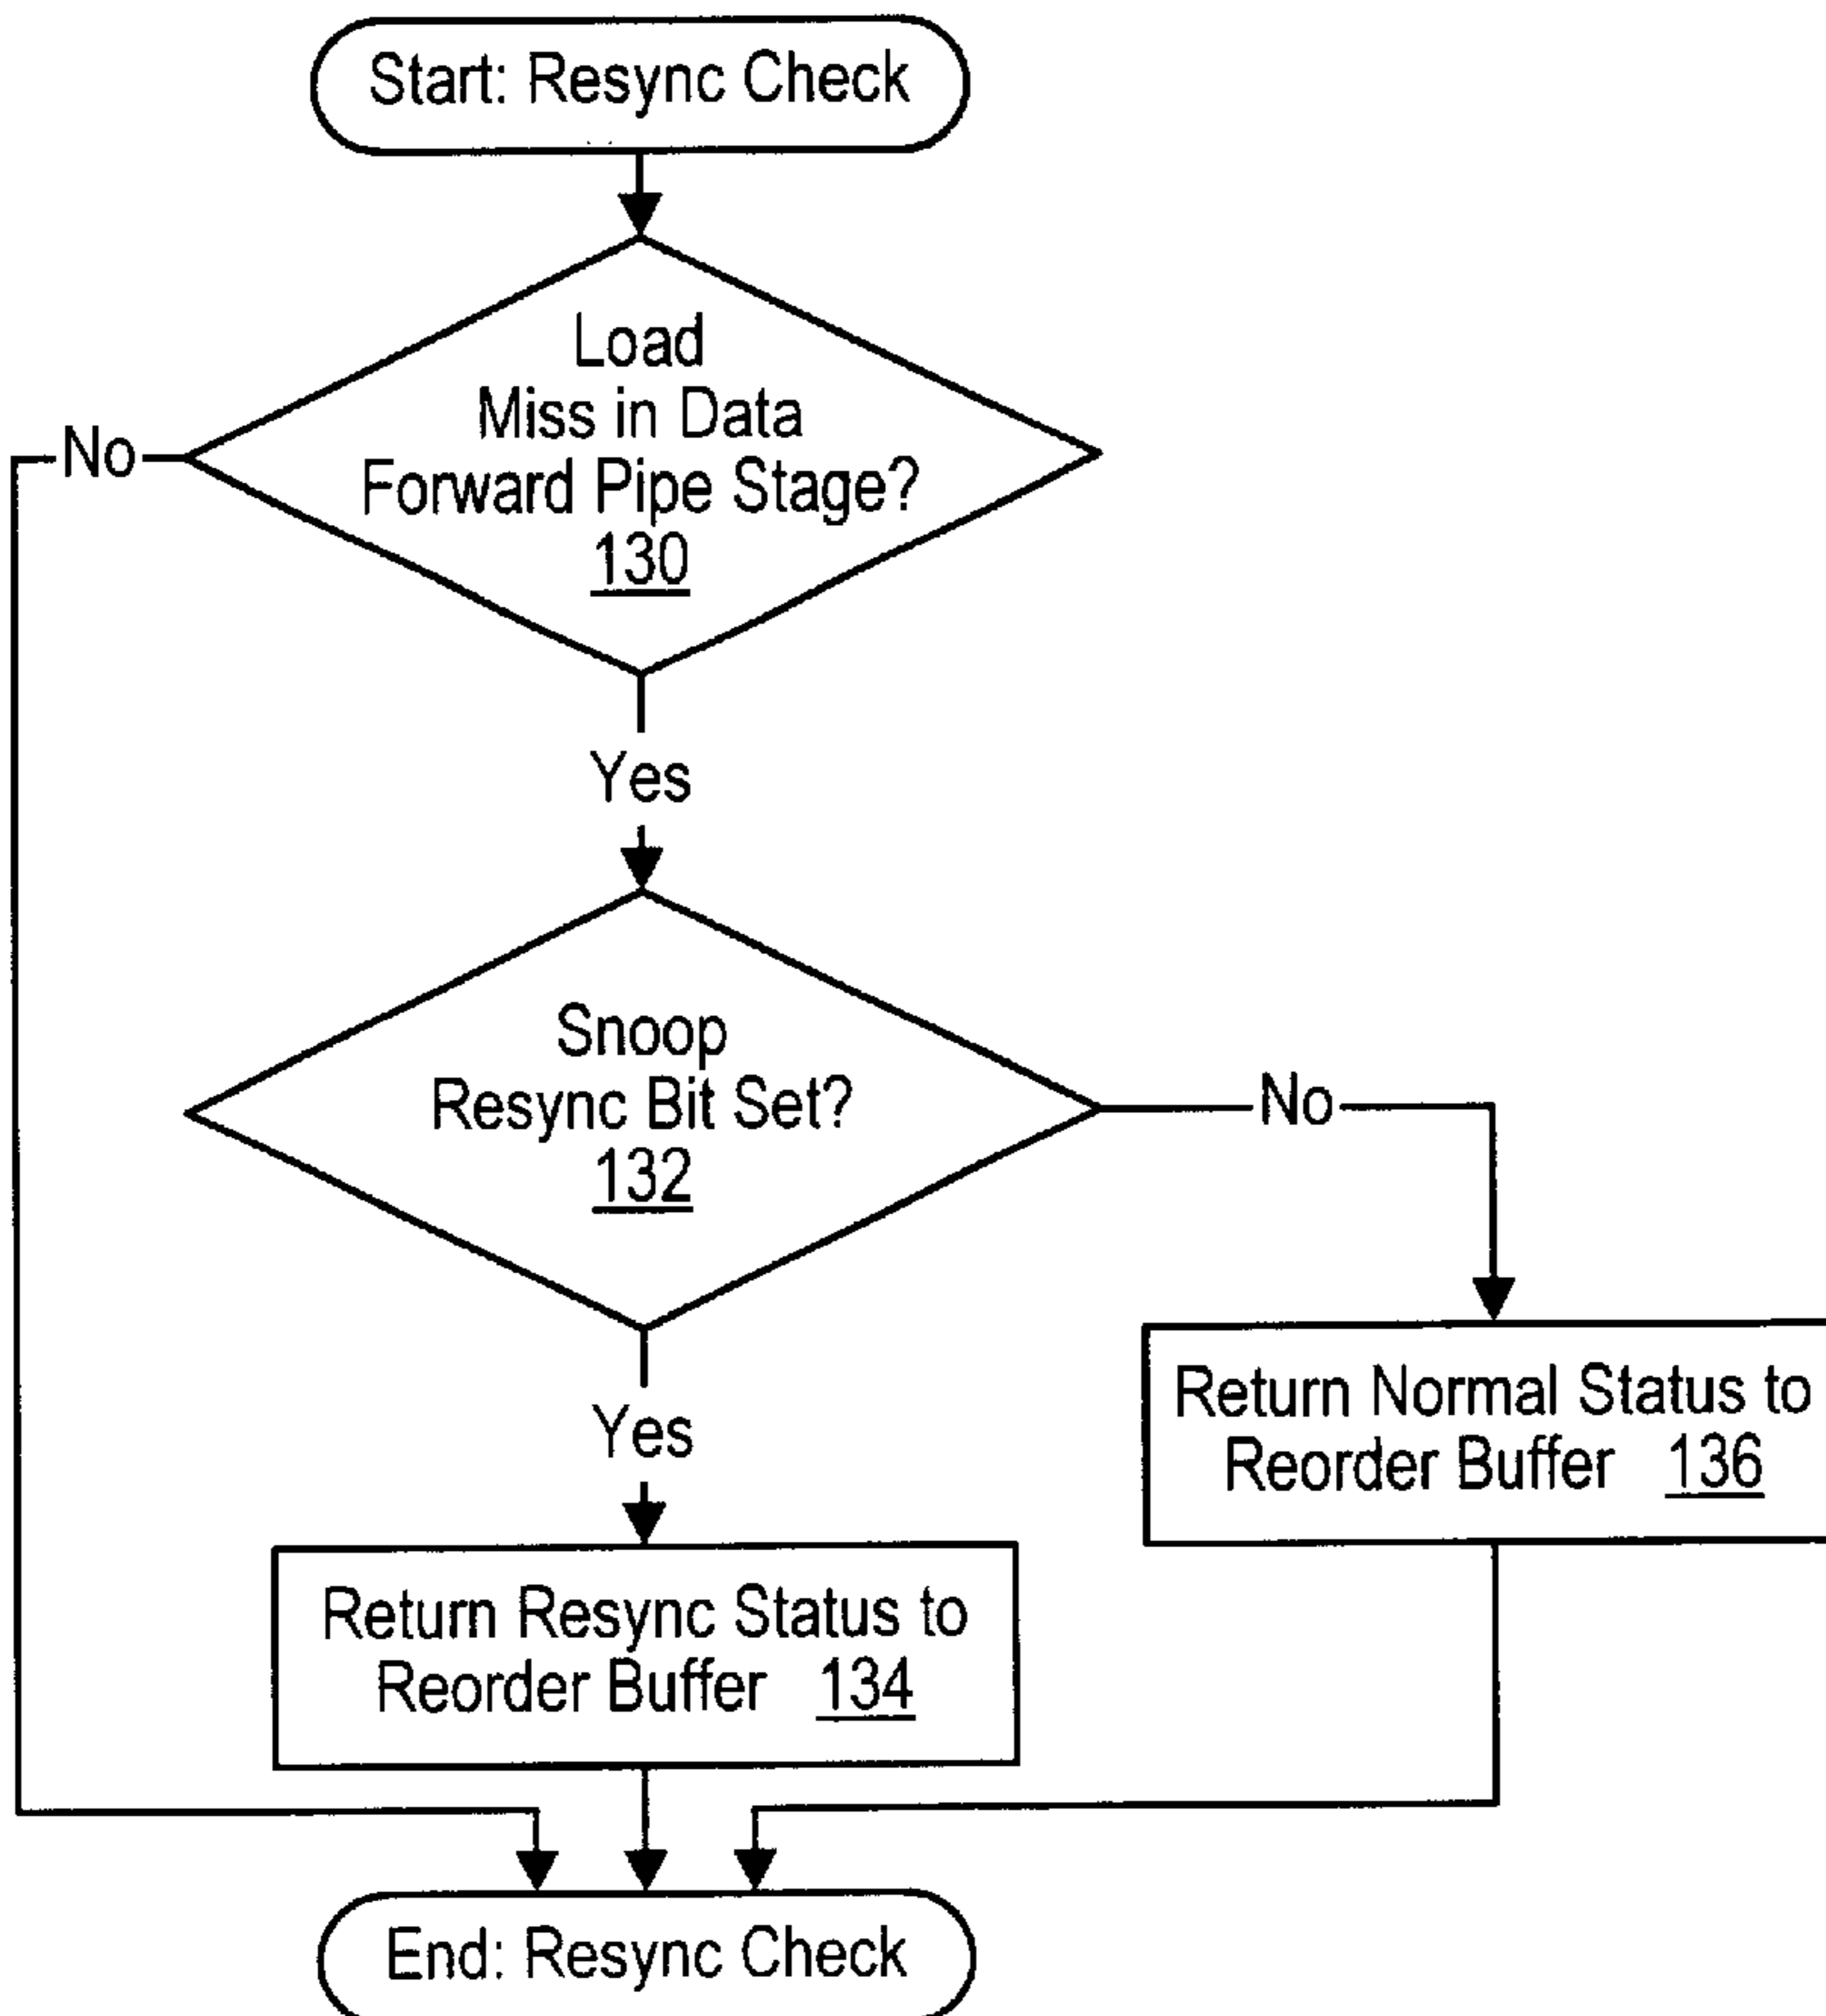 Start: Resync Check
Load
Miss in Data
Forward Pipe Stage?
130
No
Yes
Snoop
Resync Bit Set?
132
No
Yes
Return Normal Status to
Reorder Buffer 136
Return Resync Status to
Reorder Buffer 134
End: Resync Check